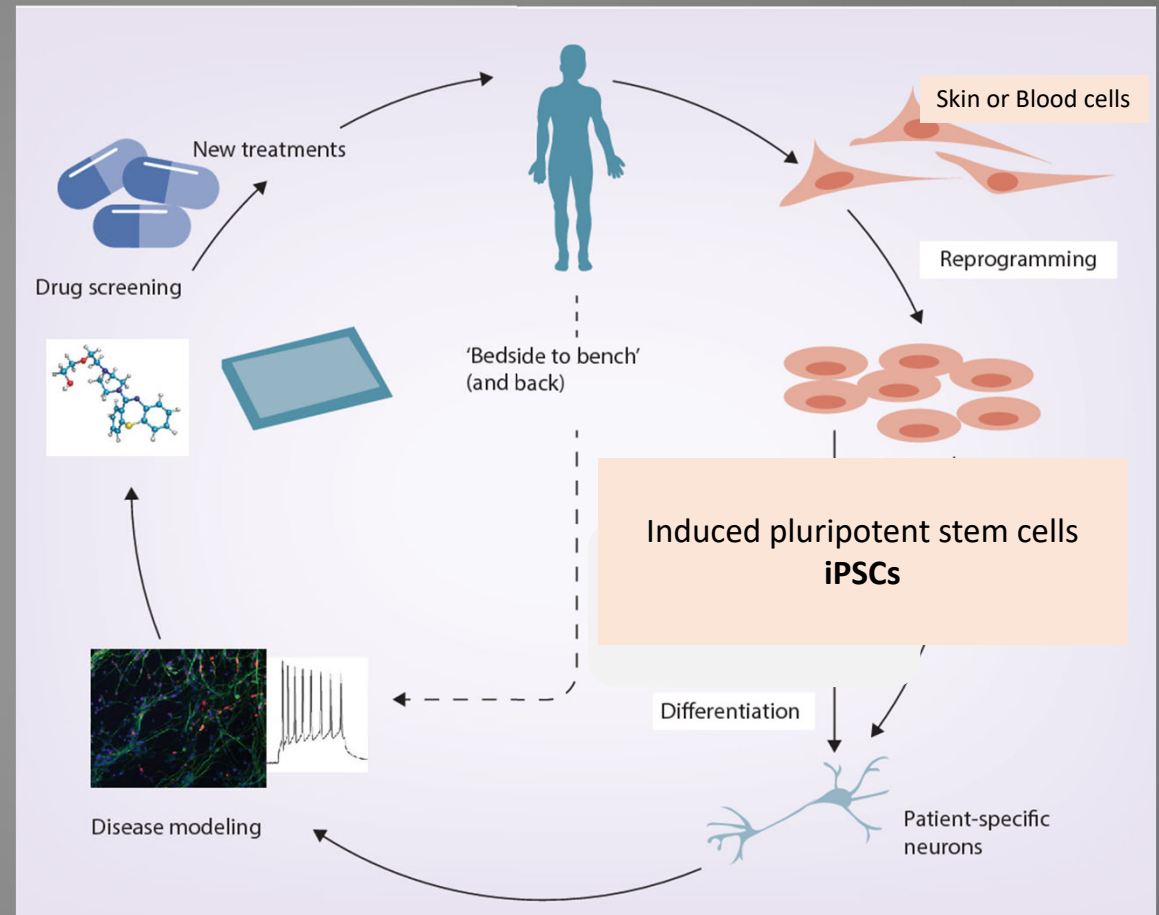 Skin or Blood cells
New treatments
Reprogramming
Drug screening
'Bedside to bench'
(and back)
Induced pluripotent stem cells
iPSCs
Differentiation
Disease modeling
Patient-specific
neurons